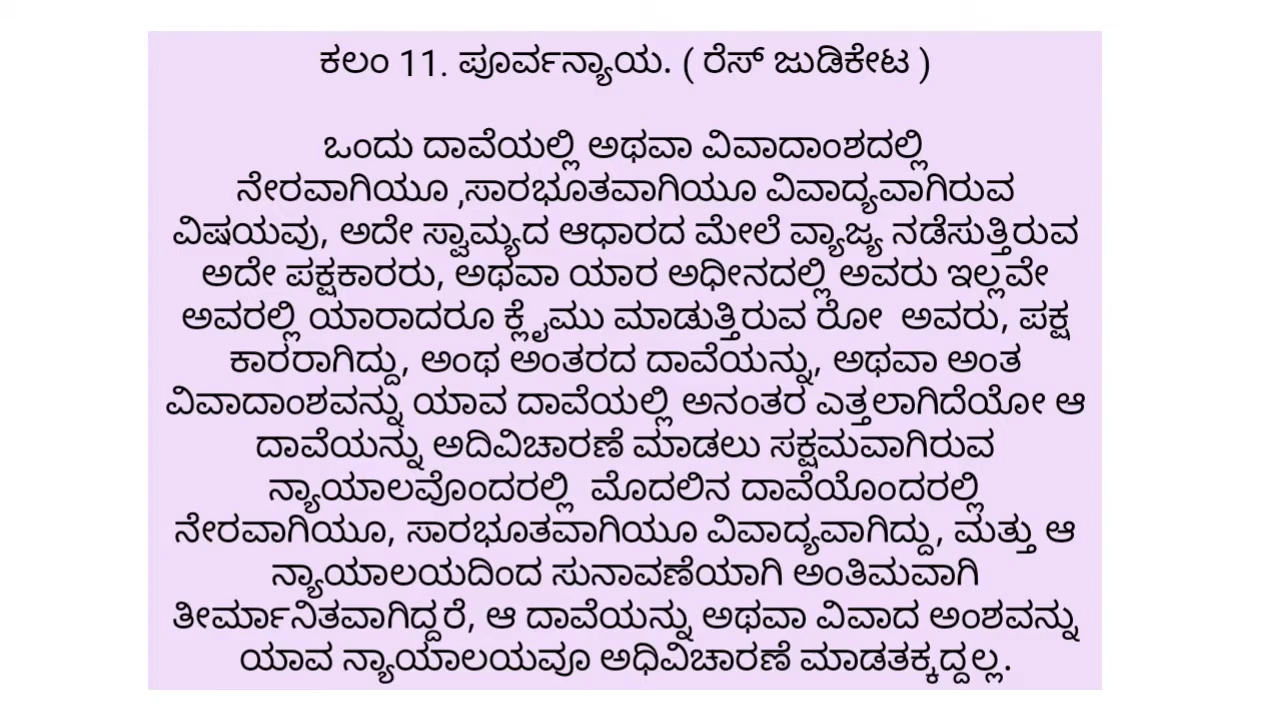 ಕಲಂ 11. ಪೂರ್ವನ್ಯಾಯ. ( ರೆಸ್ ಜುಡಿಕೇಟ )
ಒಂದು ದಾವೆಯಲ್ಲಿ ಅಥವಾ ವಿವಾದಾಂಶದಲ್ಲಿ
ನೇರವಾಗಿಯೂ ,ಸಾರಭೂತವಾಗಿಯೂ ವಿವಾದ್ಯವಾಗಿರುವ
ವಿಷಯವು, ಅದೇ ಸ್ವಾಮ್ಯದ ಆಧಾರದ ಮೇಲೆ ವ್ಯಾಜ್ಯ ನಡೆಸುತ್ತಿರುವ
ಅದೇ ಪಕ್ಷಕಾರರು, ಅಥವಾ ಯಾರ ಅಧೀನದಲ್ಲಿ ಅವರು ಇಲ್ಲವೇ
ಅವರಲ್ಲಿ ಯಾರಾದರೂ ಕ್ಲೈಮು ಮಾಡುತ್ತಿರುವ ರೋ ಅವರು, ಪಕ್ಷ
ಕಾರರಾಗಿದ್ದು, ಅಂಥ ಅಂತರದ ದಾವೆಯನ್ನು, ಅಥವಾ ಅಂತ
ವಿವಾದಾಂಶವನ್ನು ಯಾವ ದಾವೆಯಲ್ಲಿ ಅನಂತರ ಎತ್ತಲಾಗಿದೆಯೋ ಆ
ದಾವೆಯನ್ನು ಅದಿವಿಚಾರಣೆ ಮಾಡಲು ಸಕ್ಷಮವಾಗಿರುವ
ನ್ಯಾಯಾಲವೊಂದರಲ್ಲಿ ಮೊದಲಿನ ದಾವೆಯೊಂದರಲ್ಲಿ
ನೇರವಾಗಿಯೂ, ಸಾರಭೂತವಾಗಿಯೂ ವಿವಾದ್ಯವಾಗಿದ್ದು, ಮತ್ತು ಆ
ನ್ಯಾಯಾಲಯದಿಂದ ಸುನಾವಣೆಯಾಗಿ ಅಂತಿಮವಾಗಿ
ತೀರ್ಮಾನಿತವಾಗಿದ್ದರೆ, ಆ ದಾವೆಯನ್ನು ಅಥವಾ ವಿವಾದ ಅಂಶವನ್ನು
ಯಾವ ನ್ಯಾಯಾಲಯವೂ ಅಧಿವಿಚಾರಣೆ ಮಾಡತಕ್ಕದ್ದಲ್ಲ.